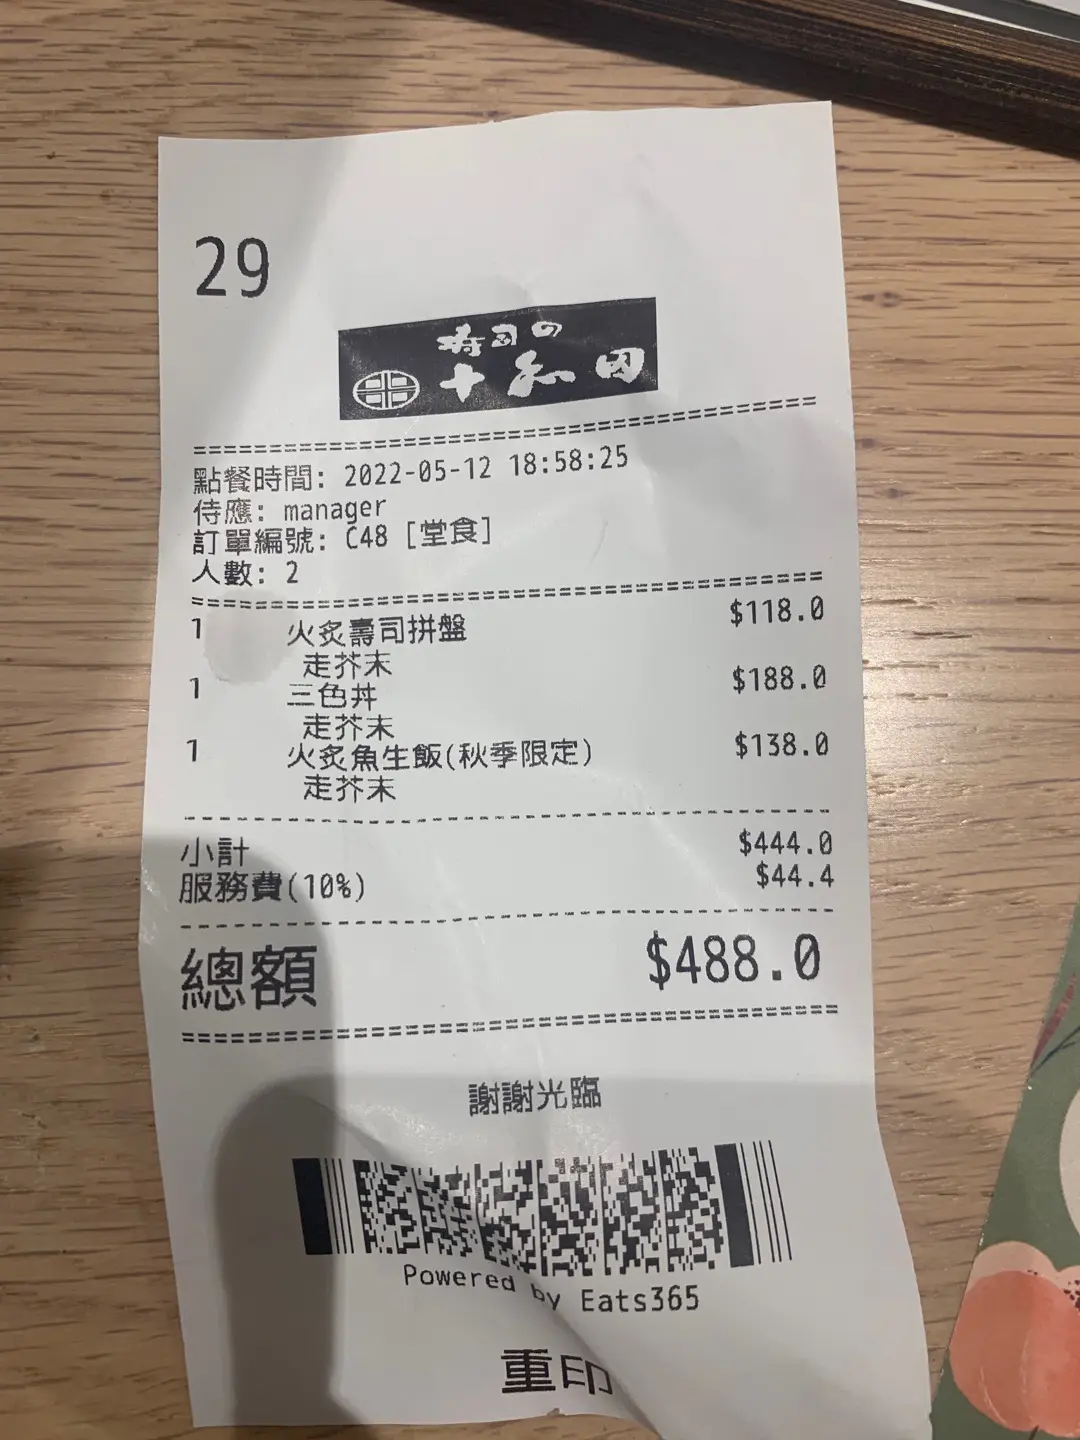 29
寿司の
十和田
===========================================
點餐時間: 2022-05-12 18:58:25
侍應: manager
訂單編號: C48 [堂食]
人數: 2
===========================================
1 火炙壽司拼盤 $118.0
走芥末
1 三色丼 $188.0
走芥末
1 火炙魚生飯(秋季限定) $138.0
走芥末
-------------------------------------------
小計 $444.0
服務費(10%) $44.4
-------------------------------------------
總額 $488.0
===========================================
謝謝光臨
Powered by Eats365
重印